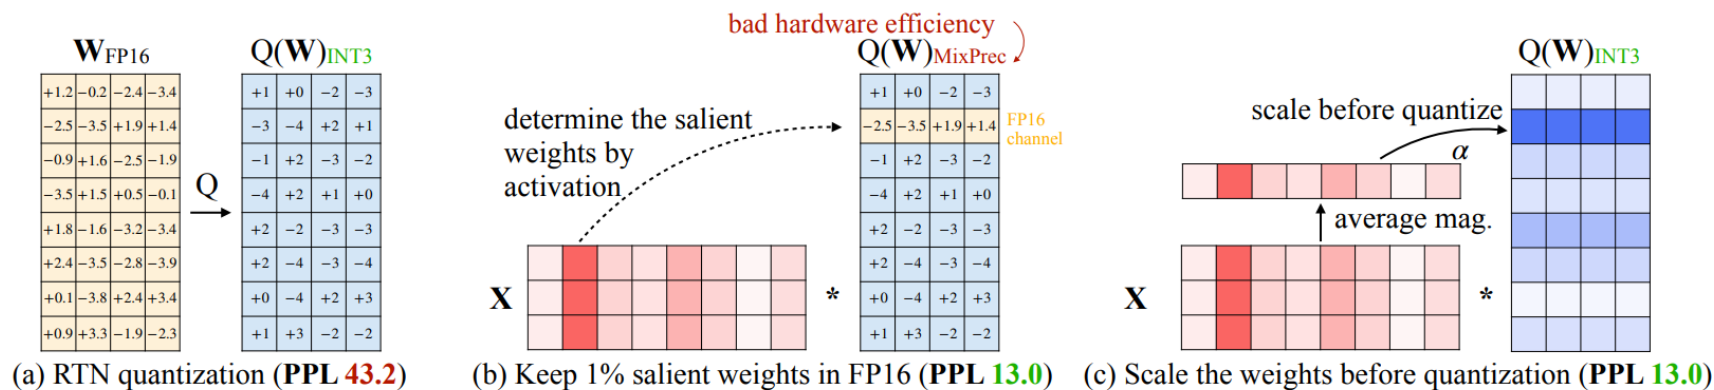 W_FP16
Q(W)_INT3
+1.2 −0.2 −2.4 −3.4
−2.5 −3.5 +1.9 +1.4
−0.9 +1.6 −2.5 −1.9
−3.5 +1.5 +0.5 −0.1
+1.8 −1.6 −3.2 −3.4
+2.4 −3.5 −2.8 −3.9
+0.1 −3.8 +2.4 +3.4
+0.9 +3.3 −1.9 −2.3
Q
+1 +0 −2 −3
−3 −4 +2 +1
−1 +2 −3 −2
−4 +2 +1 +0
+2 −2 −3 −3
+2 −4 −3 −4
+0 −4 +2 +3
+1 +3 −2 −2
(a) RTN quantization (PPL 43.2)
bad hardware efficiency
Q(W)_MixPrec
determine the salient
weights by
activation
+1 +0 −2 −3
−2.5 −3.5 +1.9 +1.4
−1 +2 −3 −2
−4 +2 +1 +0
+2 −2 −3 −3
+2 −4 −3 −4
+0 −4 +2 +3
+1 +3 −2 −2
FP16
channel
X *
(b) Keep 1% salient weights in FP16 (PPL 13.0)
Q(W)_INT3
scale before quantize
α
average mag.
X *
(c) Scale the weights before quantization (PPL 13.0)